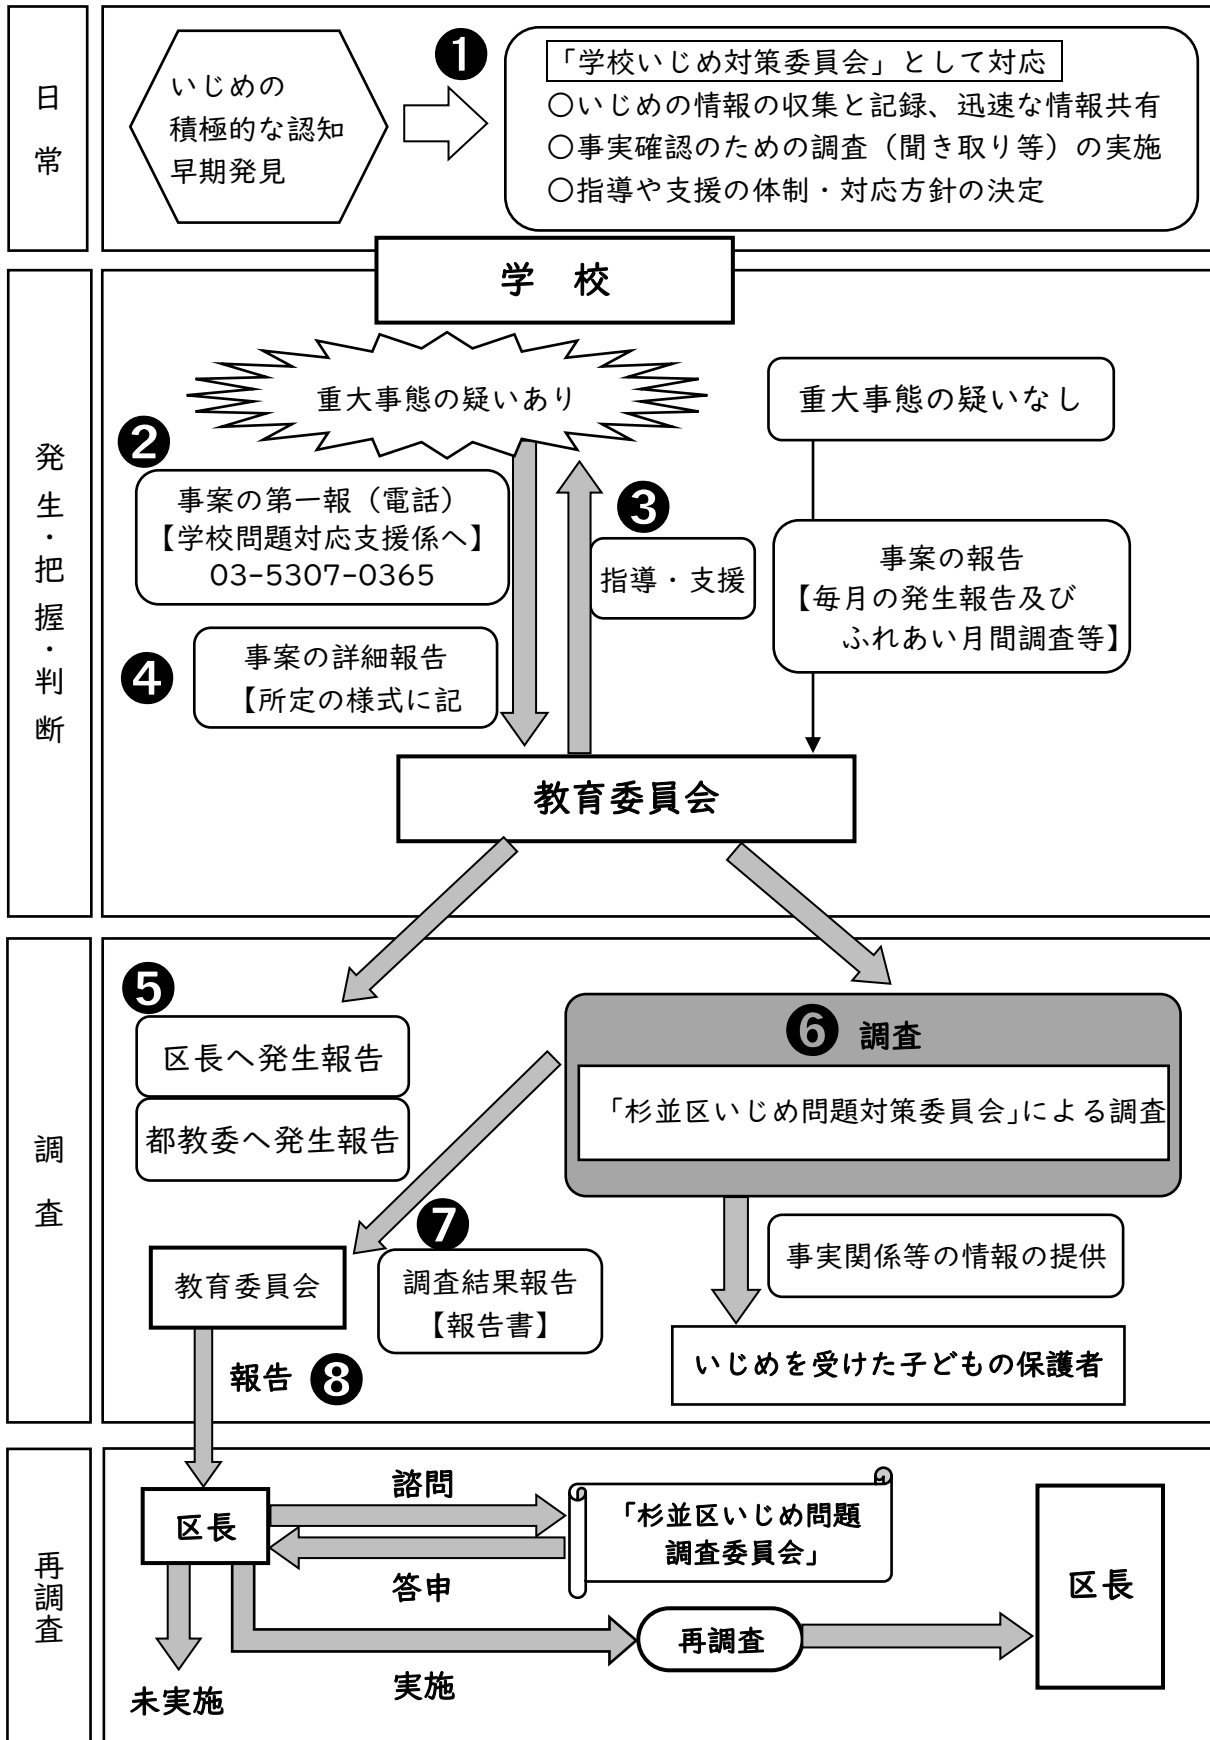 日常
いじめの
積極的な認知
早期発見
❶
「学校いじめ対策委員会」として対応
〇いじめの情報の収集と記録、迅速な情報共有
〇事実確認のための調査（聞き取り等）の実施
〇指導や支援の体制・対応方針の決定
学　校
発生・把握・判断
重大事態の疑いあり
重大事態の疑いなし
❷
事案の第一報（電話）
【学校問題対応支援係へ】
03-5307-0365
❸
指導・支援
事案の報告
【毎月の発生報告及び
ふれあい月間調査等】
❹
事案の詳細報告
【所定の様式に記
教育委員会
調査
❺
区長へ発生報告
都教委へ発生報告
❻ 調査
「杉並区いじめ問題対策委員会」による調査
❼
調査結果報告
【報告書】
事実関係等の情報の提供
教育委員会
いじめを受けた子どもの保護者
報告 ❽
再調査
区長
諮問
答申
「杉並区いじめ問題
調査委員会」
区長
再調査
実施
未実施